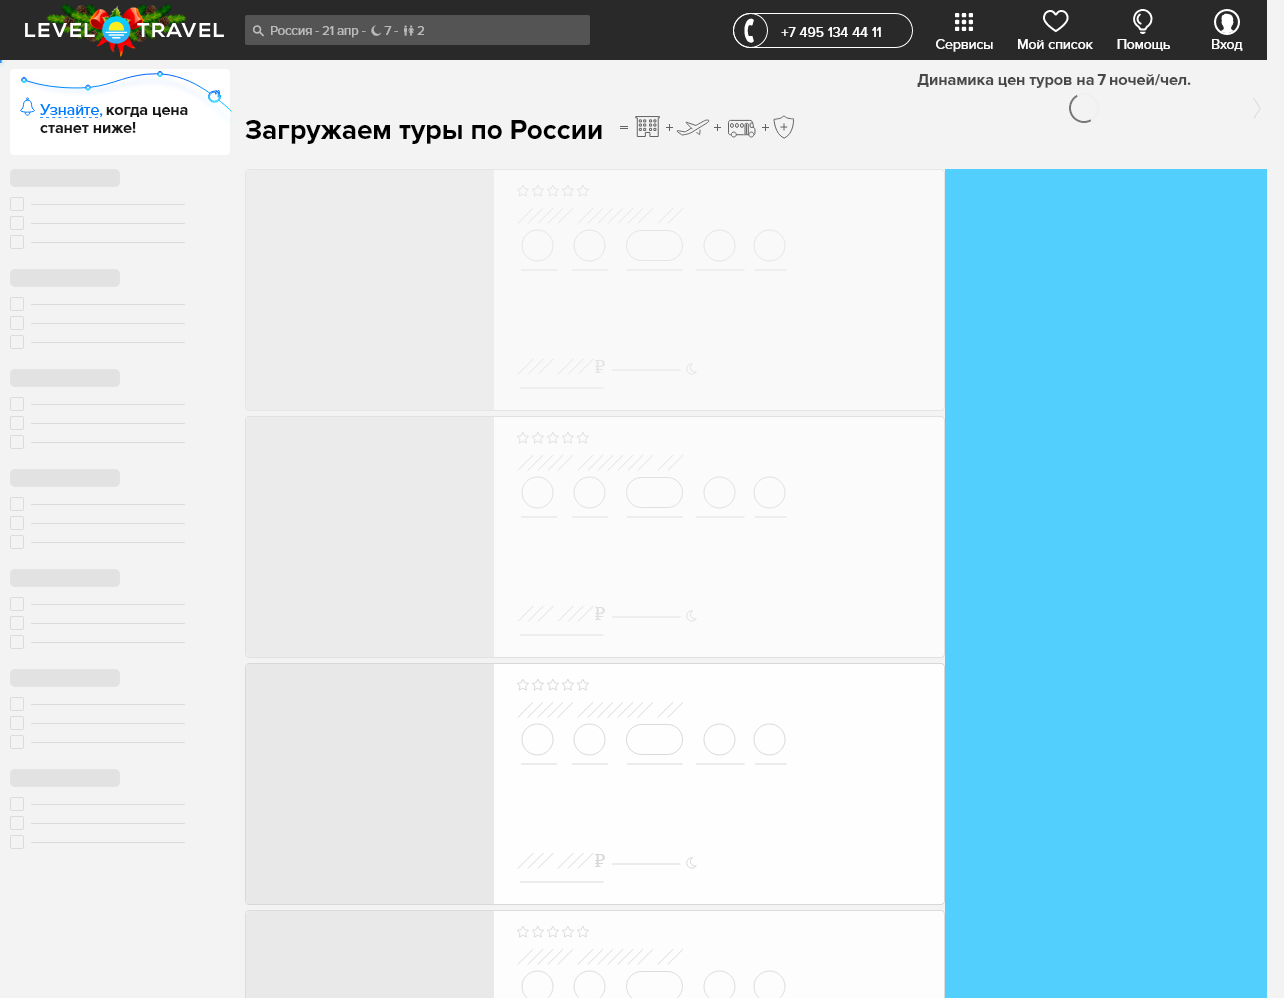 LEVEL TRAVEL
Россия - 21 апр - 7 - 2
+7 495 134 44 11
Сервисы
Мой список
Помощь
Вход
Узнайте, когда цена
станет ниже!
Загружаем туры по России
= + + +
Динамика цен туров на 7 ночей/чел.
₽
₽
₽